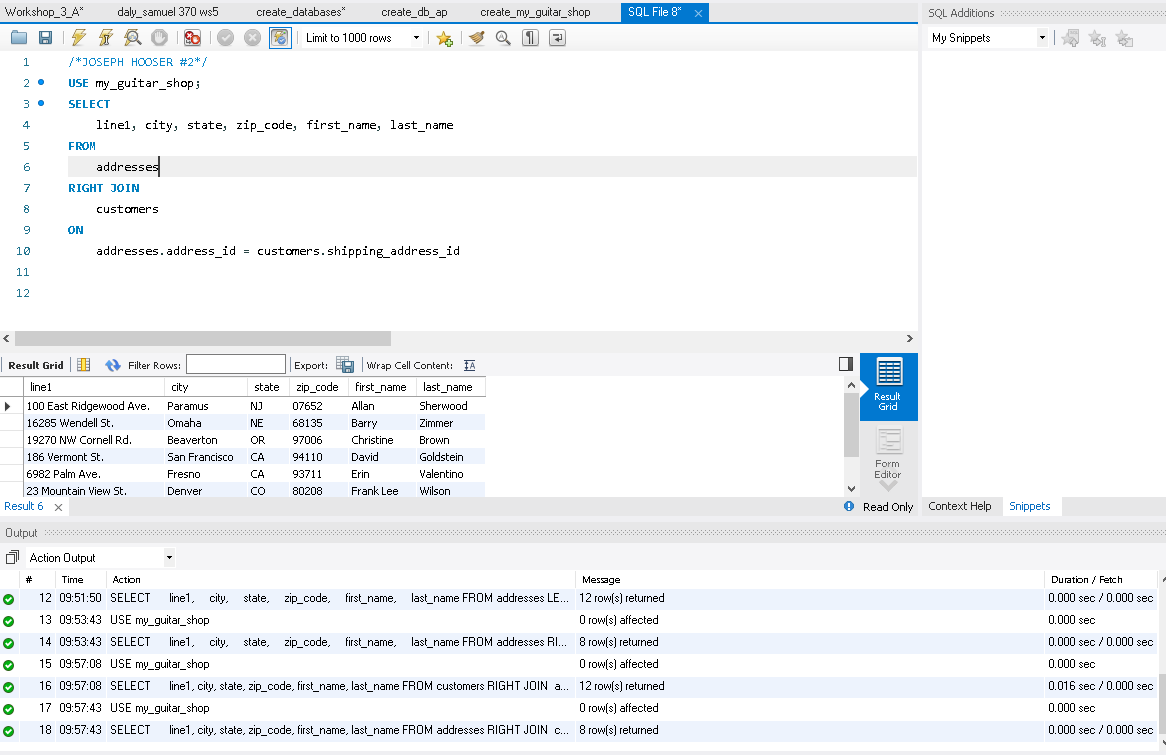 Workshop_3_A* daly_samuel 370 ws5 create_databases* create_db_ap create_my_guitar_shop SQL File 8* SQL Additions
Limit to 1000 rows My Snippets
1 /*JOSEPH HOOSER #2*/
2 USE my_guitar_shop;
3 SELECT
4 line1, city, state, zip_code, first_name, last_name
5 FROM
6 addresses
7 RIGHT JOIN
8 customers
9 ON
10 addresses.address_id = customers.shipping_address_id
11
12
Result Grid Filter Rows: Export: Wrap Cell Content:
line1 city state zip_code first_name last_name
100 East Ridgewood Ave. Paramus NJ 07652 Allan Sherwood
16285 Wendell St. Omaha NE 68135 Barry Zimmer
19270 NW Cornell Rd. Beaverton OR 97006 Christine Brown
186 Vermont St. San Francisco CA 94110 David Goldstein
6982 Palm Ave. Fresno CA 93711 Erin Valentino
23 Mountain View St. Denver CO 80208 Frank Lee Wilson
Result
Grid
Form
Editor
Result 6 Read Only Context Help Snippets
Output
Action Output
# Time Action Message Duration / Fetch
12 09:51:50 SELECT line1, city, state, zip_code, first_name, last_name FROM addresses LE... 12 row(s) returned 0.000 sec / 0.000 sec
13 09:53:43 USE my_guitar_shop 0 row(s) affected 0.000 sec
14 09:53:43 SELECT line1, city, state, zip_code, first_name, last_name FROM addresses RI... 8 row(s) returned 0.000 sec / 0.000 sec
15 09:57:08 USE my_guitar_shop 0 row(s) affected 0.000 sec
16 09:57:08 SELECT line1, city, state, zip_code, first_name, last_name FROM customers RIGHT JOIN a... 12 row(s) returned 0.016 sec / 0.000 sec
17 09:57:43 USE my_guitar_shop 0 row(s) affected 0.000 sec
18 09:57:43 SELECT line1, city, state, zip_code, first_name, last_name FROM addresses RIGHT JOIN c... 8 row(s) returned 0.000 sec / 0.000 sec